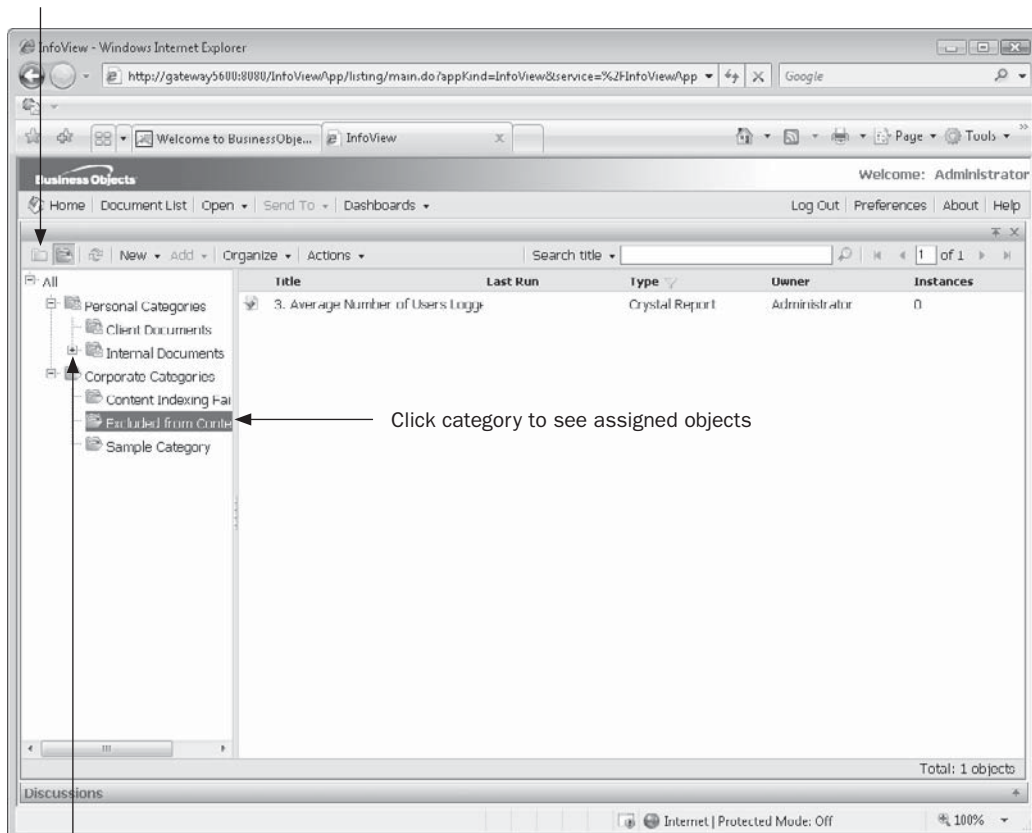 InfoView - Windows Internet Explorer
http://gateway5600:8080/InfoView/App/listing/main.do?appKind=InfoView&service=%2FInfoViewApp
Google
Welcome to BusinessObje...
InfoView
Page
Tools
Business Objects
Welcome: Administrator
Home
Document List
Open
Send To
Dashboards
Log Out
Preferences
About
Help
New
Add
Organize
Actions
Search title
1 of 1
All
Title
Last Run
Type
Owner
Instances
Personal Categories
3. Average Number of Users Logge
Crystal Report
Administrator
0
Client Documents
Internal Documents
Corporate Categories
Content Indexing Fai
Excluded from Conte
Click category to see assigned objects
Sample Category
Total: 1 objects
Discussions
Internet | Protected Mode: Off
100%